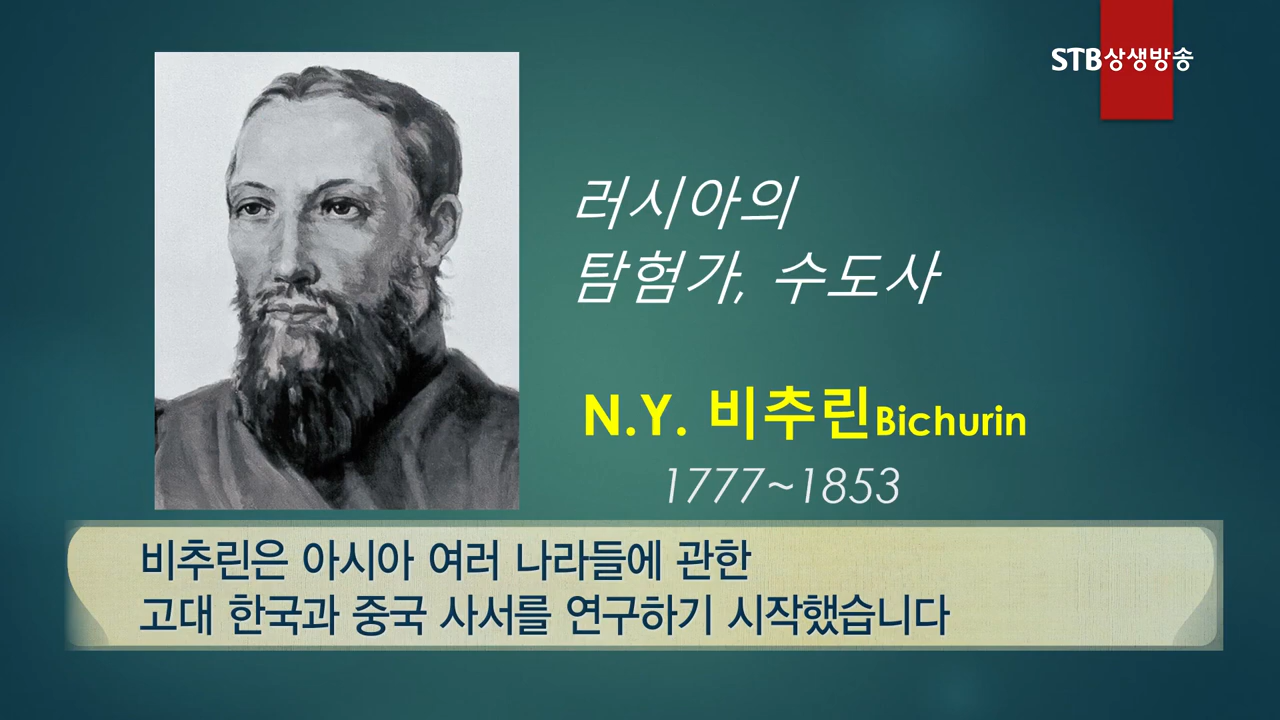 STB상생방송
러시아의
탐험가, 수도사
N.Y. 비추린Bichurin
1777~1853
비추린은 아시아 여러 나라들에 관한
고대 한국과 중국 사서를 연구하기 시작했습니다